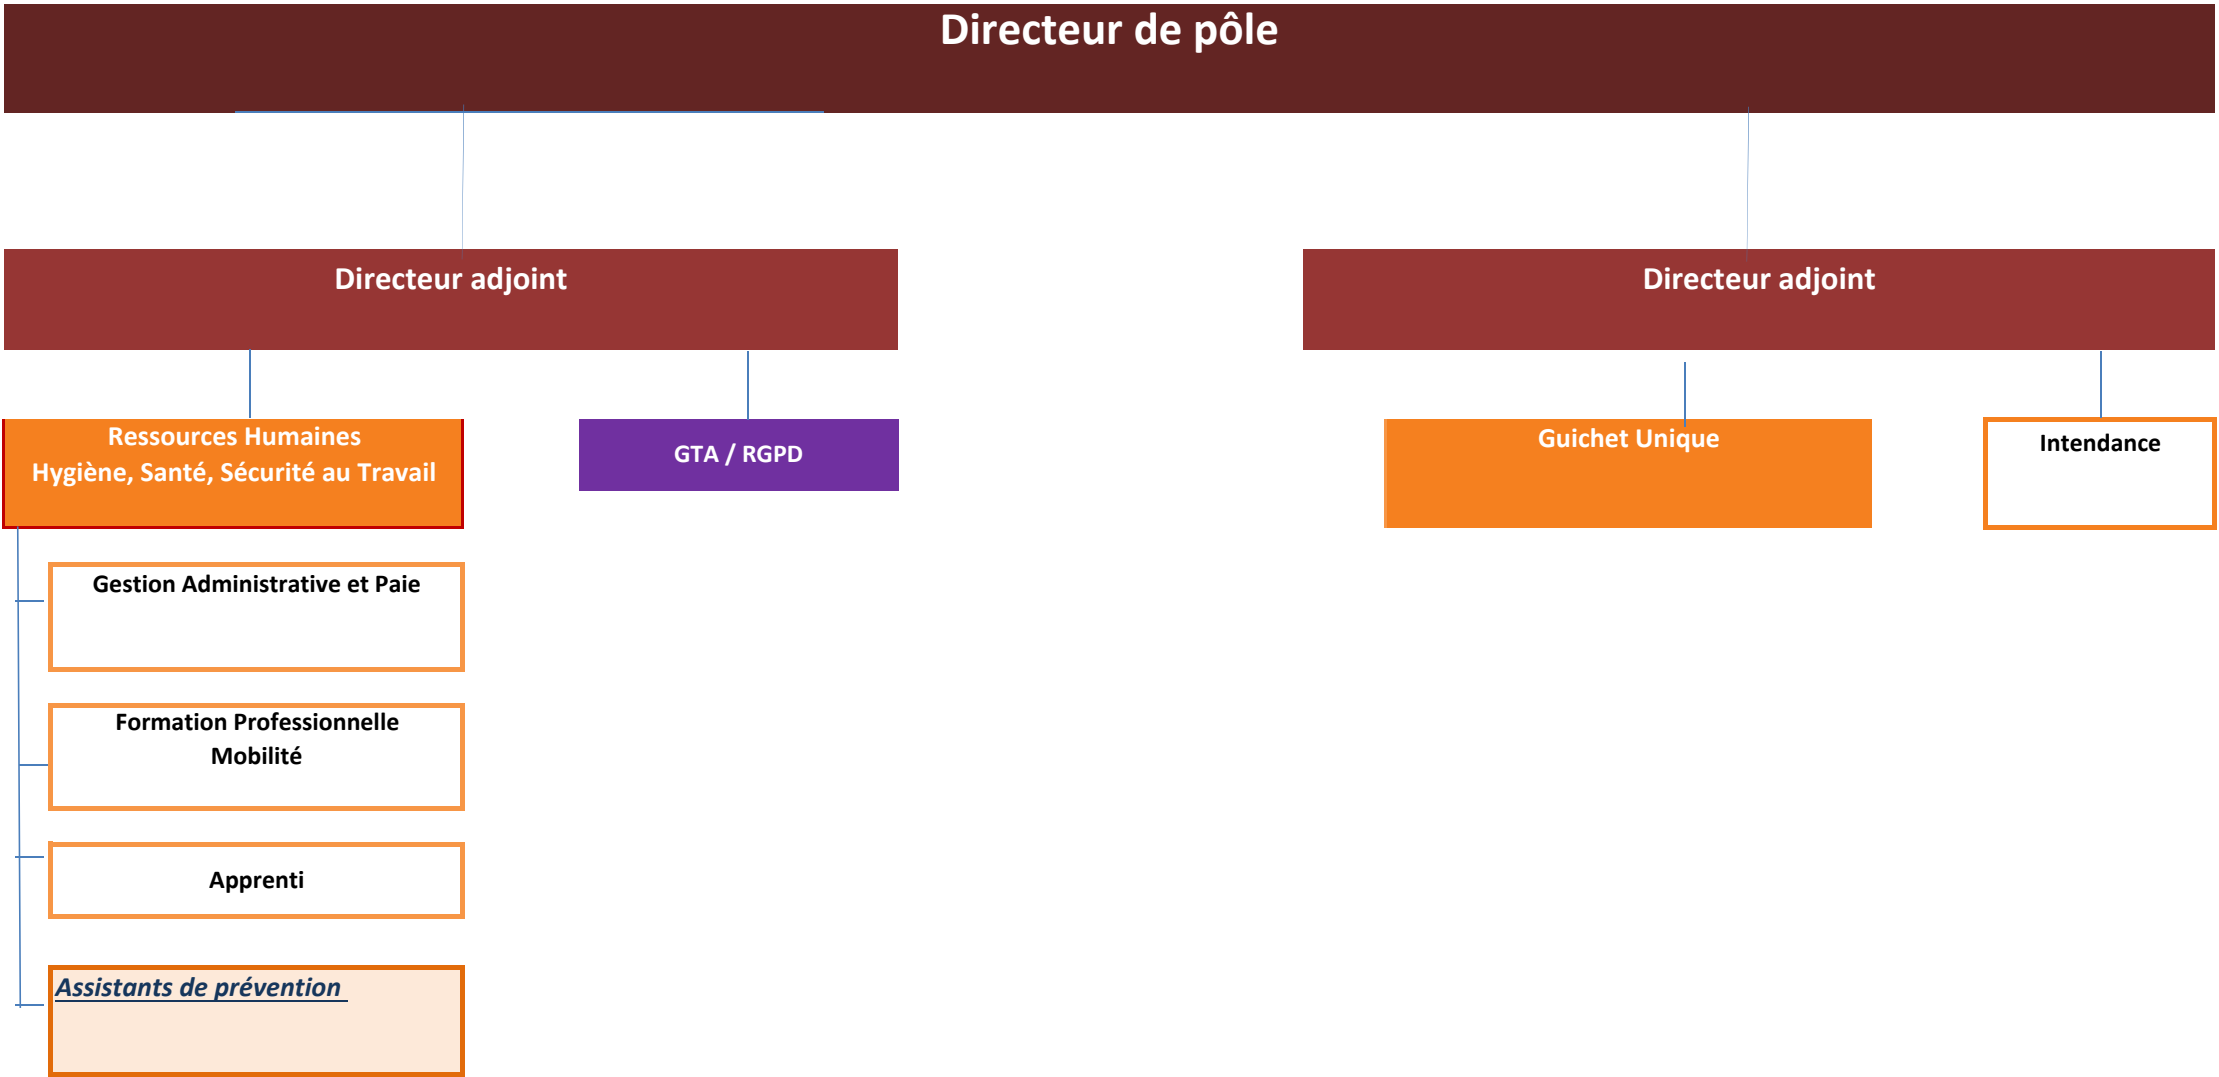 Directeur de pôle
Directeur adjoint
Directeur adjoint
Ressources Humaines
Hygiène, Santé, Sécurité au Travail
GTA / RGPD
Guichet Unique
Intendance
Gestion Administrative et Paie
Formation Professionnelle
Mobilité
Apprenti
Assistants de prévention